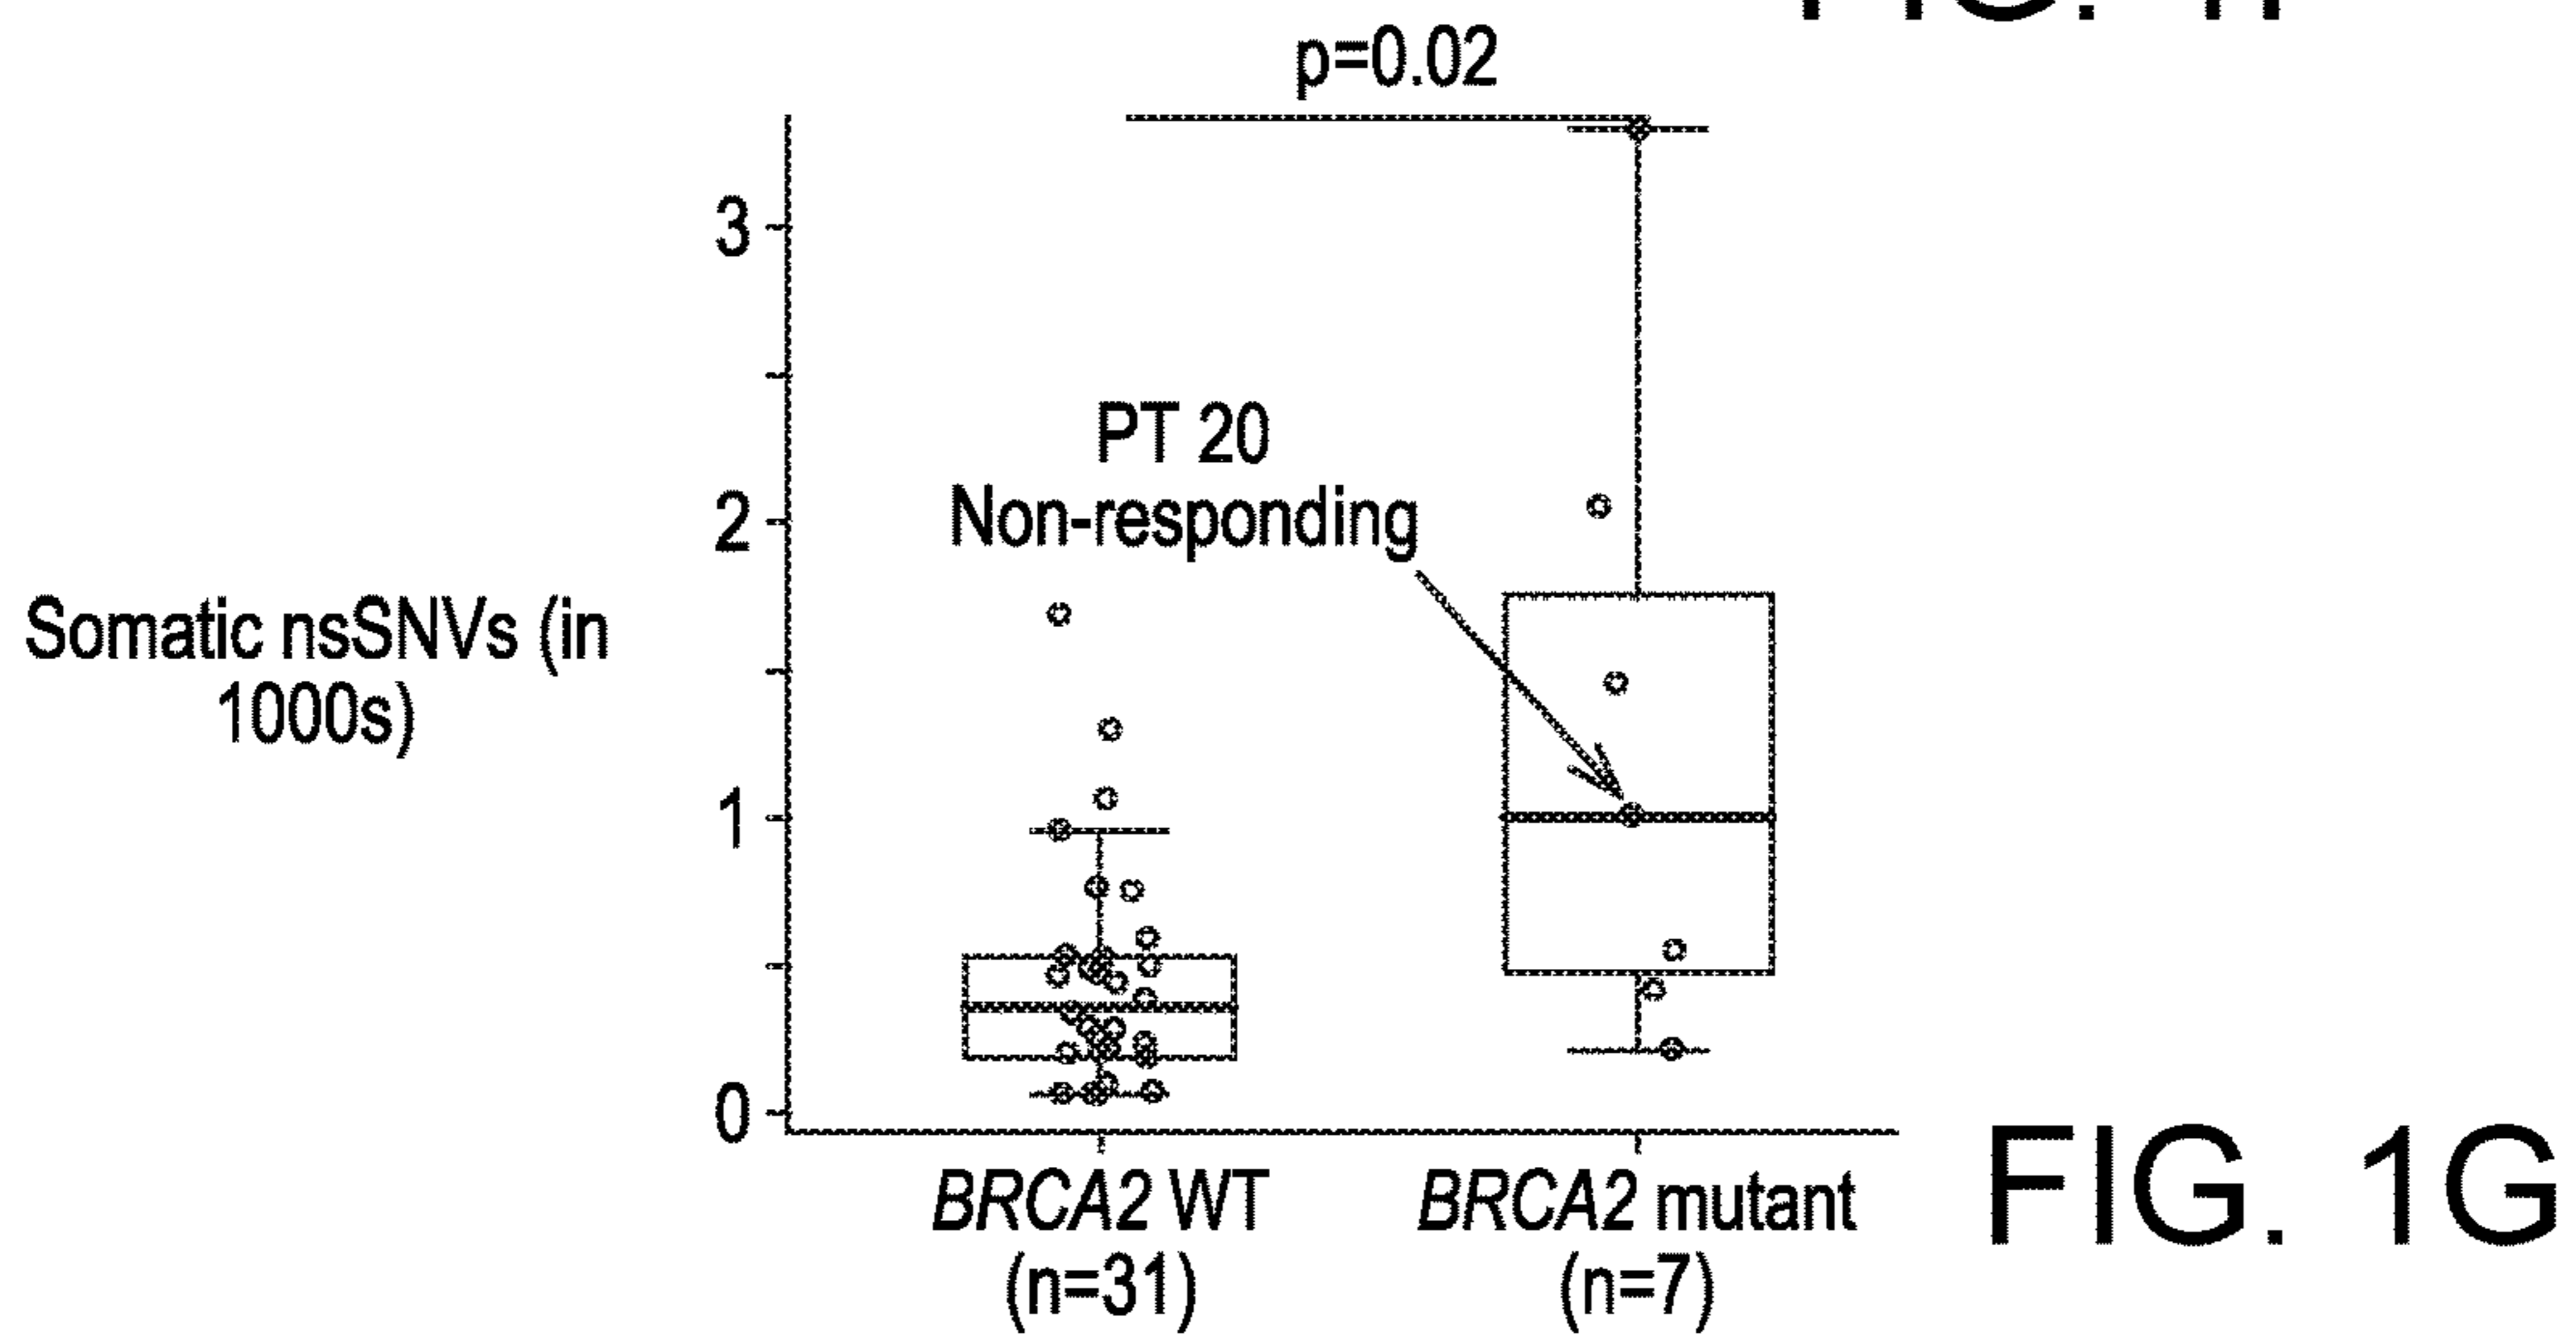 p=0.02
3
2
1
0
Somatic nsSNVs (in
1000s)
PT 20
Non-responding
BRCA2 WT
(n=31)
BRCA2 mutant
(n=7)
FIG. 1G